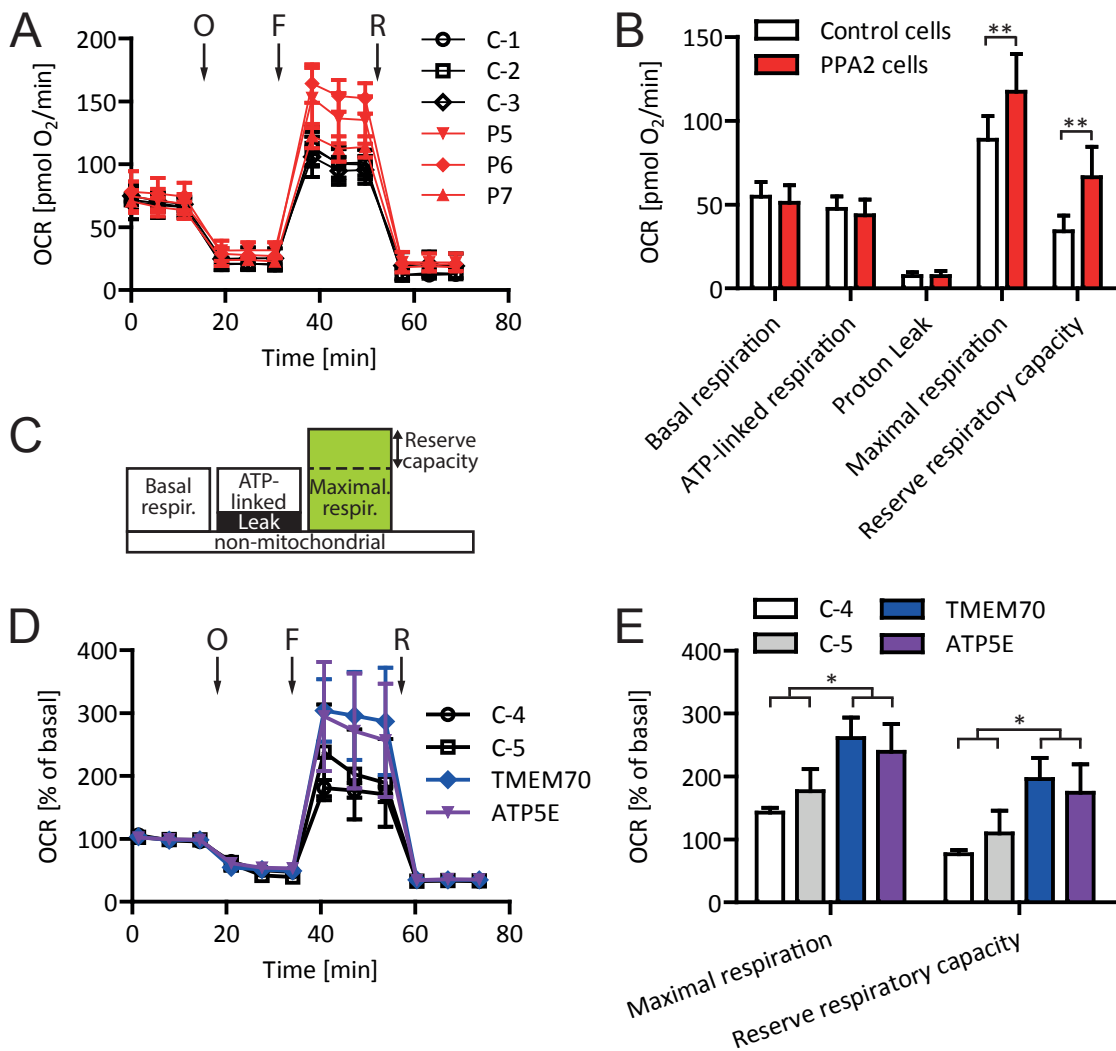 A
O F R
C-1
C-2
C-3
P5
P6
P7
200
150
100
50
0
0 20 40 60 80
OCR [pmol O₂/min]
Time [min]
B
Control cells
PPA2 cells
**
**
150
100
50
0
OCR [pmol O₂/min]
Basal respiration
ATP-linked respiration
Proton Leak
Maximal respiration
Reserve respiratory capacity
C
Reserve
capacity
Basal
respir.
ATP-
linked
Leak
Maximal.
respir.
non-mitochondrial
D
O F R
C-4
C-5
TMEM70
ATP5E
400
300
200
100
0
0 20 40 60 80
OCR [% of basal]
Time [min]
E
C-4 TMEM70
C-5 ATP5E
*
*
400
300
200
100
0
OCR [% of basal]
Maximal respiration
Reserve respiratory capacity